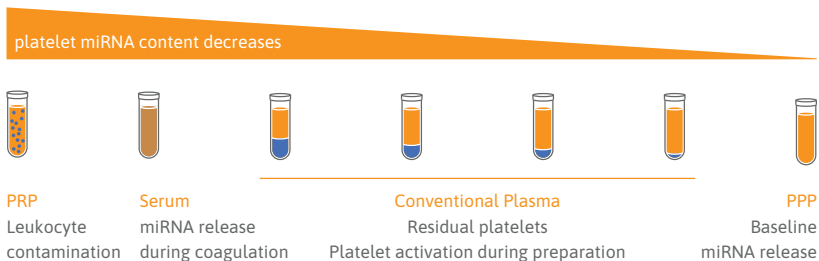 platelet miRNA content decreases
PRP
Leukocyte
contamination
Serum
miRNA release
during coagulation
Conventional Plasma
Residual platelets
Platelet activation during preparation
PPP
Baseline
miRNA release